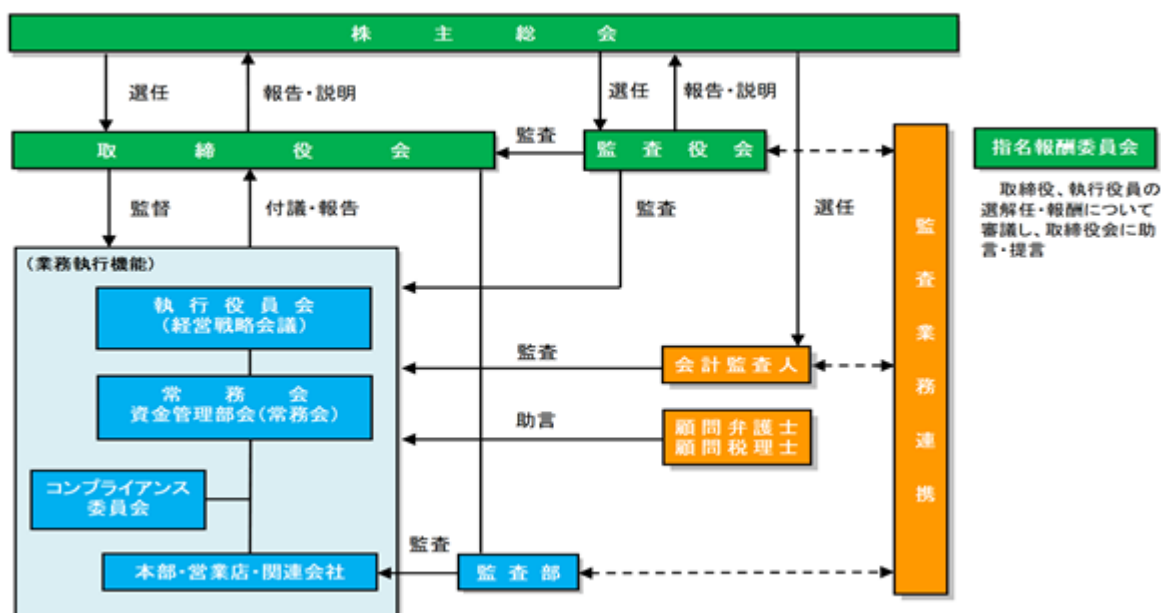 株主総会
選任
報告・説明
選任
報告・説明
取締役会
監査
監査役会
指名報酬委員会
取締役、執行役員の
選解任・報酬について
審議し、取締役会に助
言・提言
監督
付議・報告
監査
選任
監査業務連携
(業務執行機能)
執行役員会
(経営戦略会議)
監査
会計監査人
常務会
資金管理部会(常務会)
助言
顧問弁護士
顧問税理士
コンプライアンス
委員会
本部・営業店・関連会社
監査
監査部